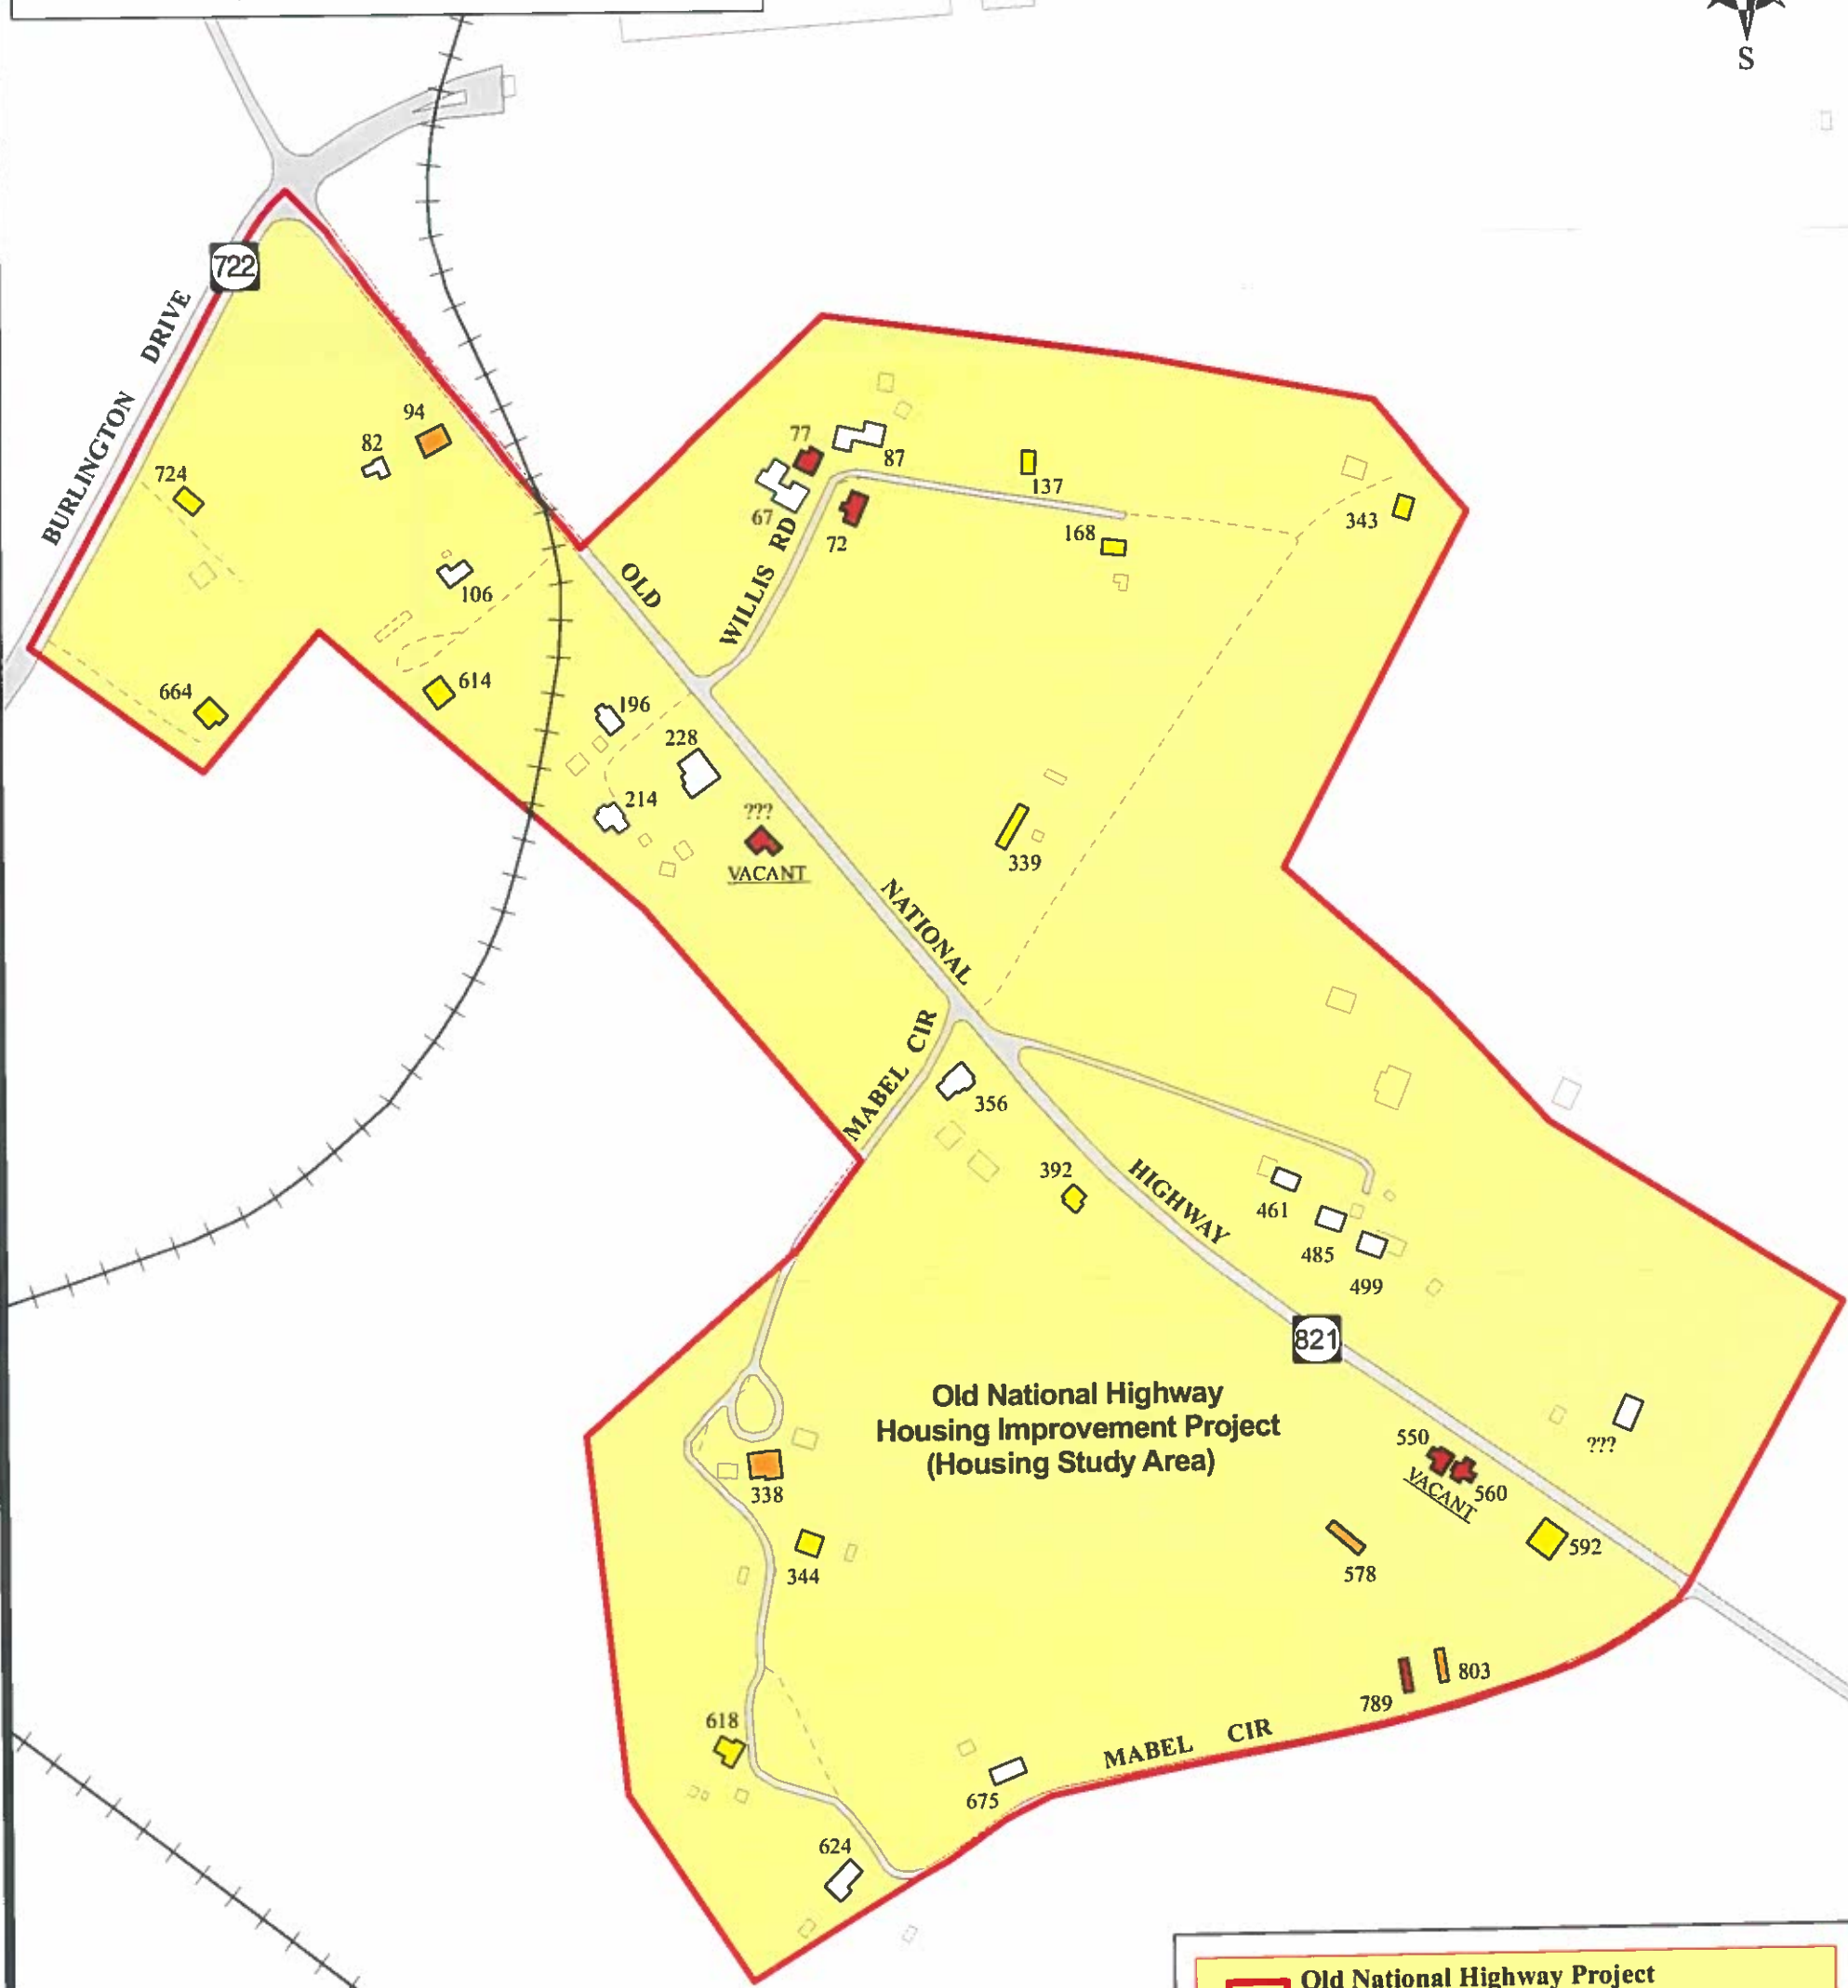 S
722
BURLINGTON DRIVE
94
82
724
77
87
67
WILLIS RD
72
137
168
343
106
OLD
614
664
196
228
214
???
VACANT
339
NATIONAL
MABEL CIR
356
392
HIGHWAY
461
485
499
821
Old National Highway
Housing Improvement Project
(Housing Study Area)
550
???
VACANT
560
592
338
344
578
803
789
618
MABEL CIR
675
624
Old National Highway Project